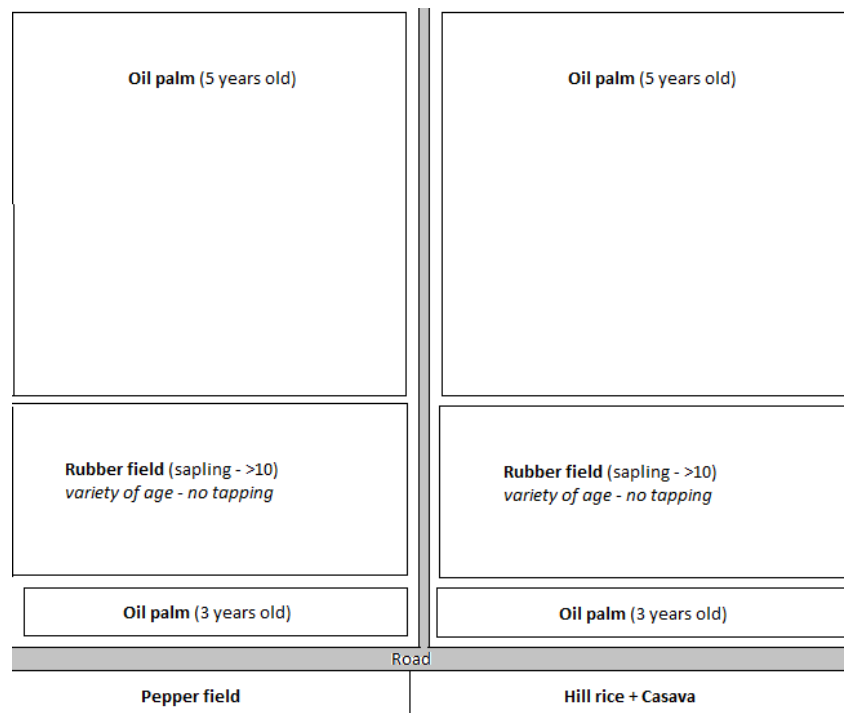 Oil palm (5 years old)
Oil palm (5 years old)
Rubber field (sapling - >10)
variety of age - no tapping
Rubber field (sapling - >10)
variety of age - no tapping
Oil palm (3 years old)
Oil palm (3 years old)
Road
Pepper field
Hill rice + Casava